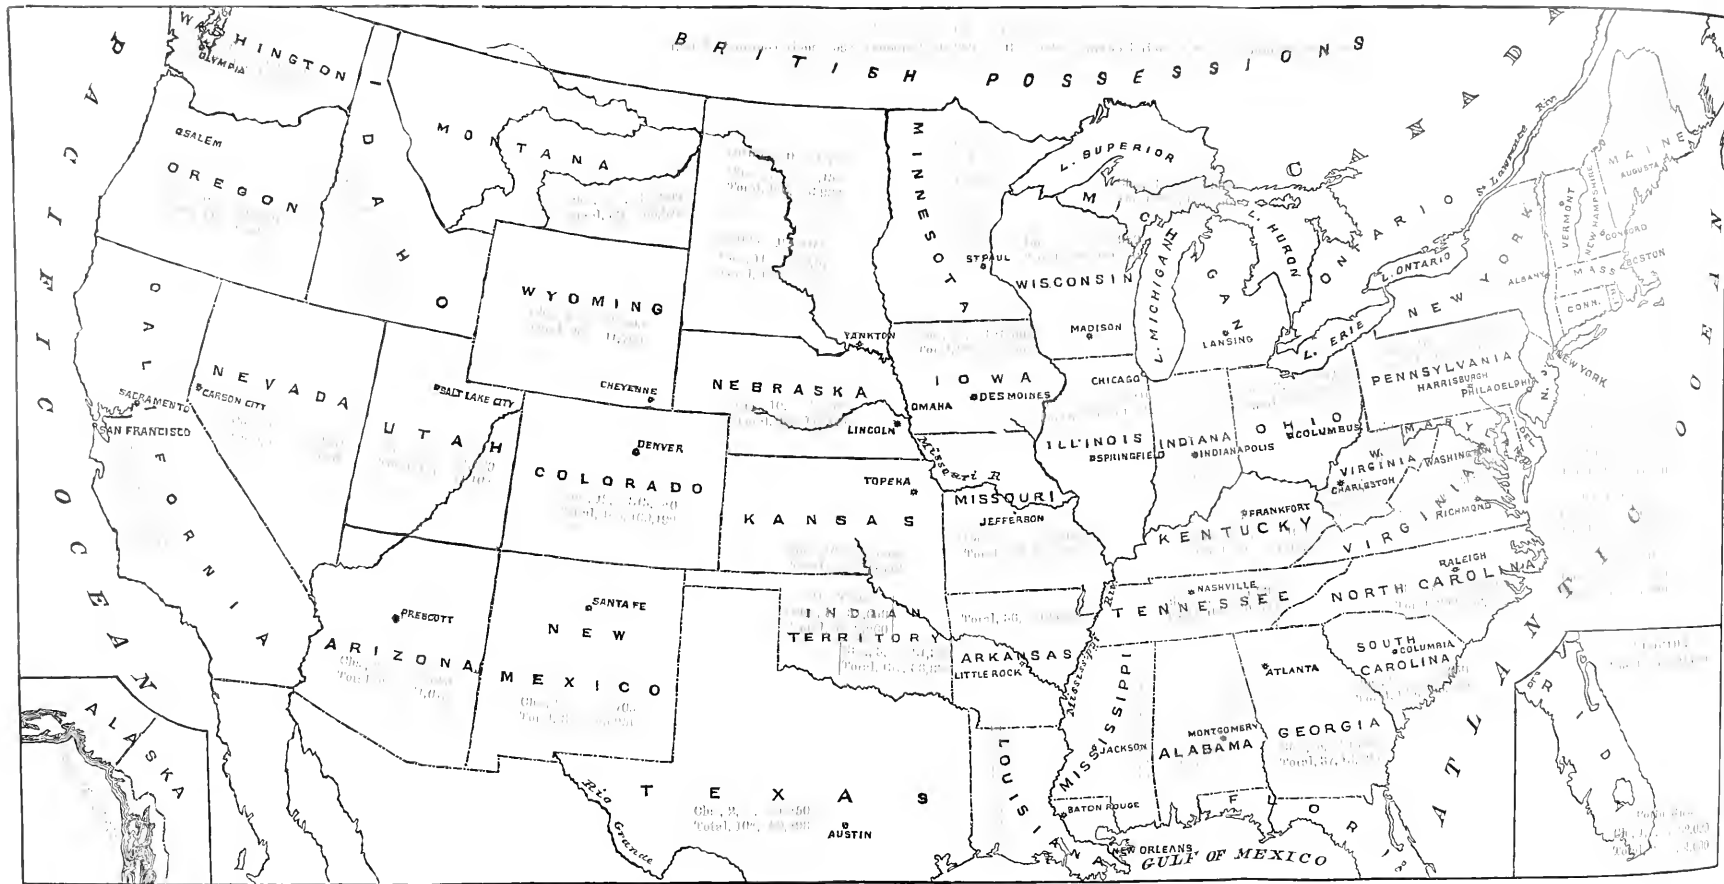 BRITISH POSSESSIONS
CANADA
PACIFIC OCEAN
ATLANTIC OCEAN
WASHINGTON
OLYMPIA
SALEM
OREGON
IDAHO
MONTANA
MINNESOTA
ST PAUL
L. SUPERIOR
MICHIGAN
L. MICHIGAN
L. HURON
ONTARIO
St Lawrence
L. ONTARIO
L. ERIE
MAINE
AUGUSTA
VERMONT
NEW HAMPSHIRE
CONCORD
MASS
BOSTON
CONN.
NEW YORK
ALBANY
NEW YORK
WISCONSIN
MADISON
LANSING
WYOMING
CHEYENNE
YANKTON
NEBRASKA
LINCOLN
OMAHA
IOWA
DES MOINES
CHICAGO
ILLINOIS
SPRINGFIELD
INDIANA
INDIANAPOLIS
OHIO
COLUMBUS
PENNSYLVANIA
HARRISBURGH
PHILADELPHIA
N. J.
DEL
MARY
WASHINGTON
W. VIRGINIA
CHARLESTON
VIRGINIA
RICHMOND
CALIFORNIA
SACRAMENTO
SAN FRANCISCO
NEVADA
CARSON CITY
UTAH
SALT LAKE CITY
COLORADO
DENVER
KANSAS
TOPEKA
Missouri R
MISSOURI
JEFFERSON
KENTUCKY
FRANKFORT
TENNESSEE
NASHVILLE
NORTH CAROLINA
RALEIGH
SOUTH CAROLINA
COLUMBIA
ARIZONA
PRESCOTT
NEW MEXICO
SANTA FE
INDIAN TERRITORY
ARKANSAS
LITTLE ROCK
Mississippi Riv
MISSISSIPPI
JACKSON
ALABAMA
MONTGOMERY
GEORGIA
ATLANTA
FLOR
IDA
TEXAS
AUSTIN
Rio Grande
LOUISIANA
BATON ROUGE
NEW ORLEANS
GULF OF MEXICO
ALASKA